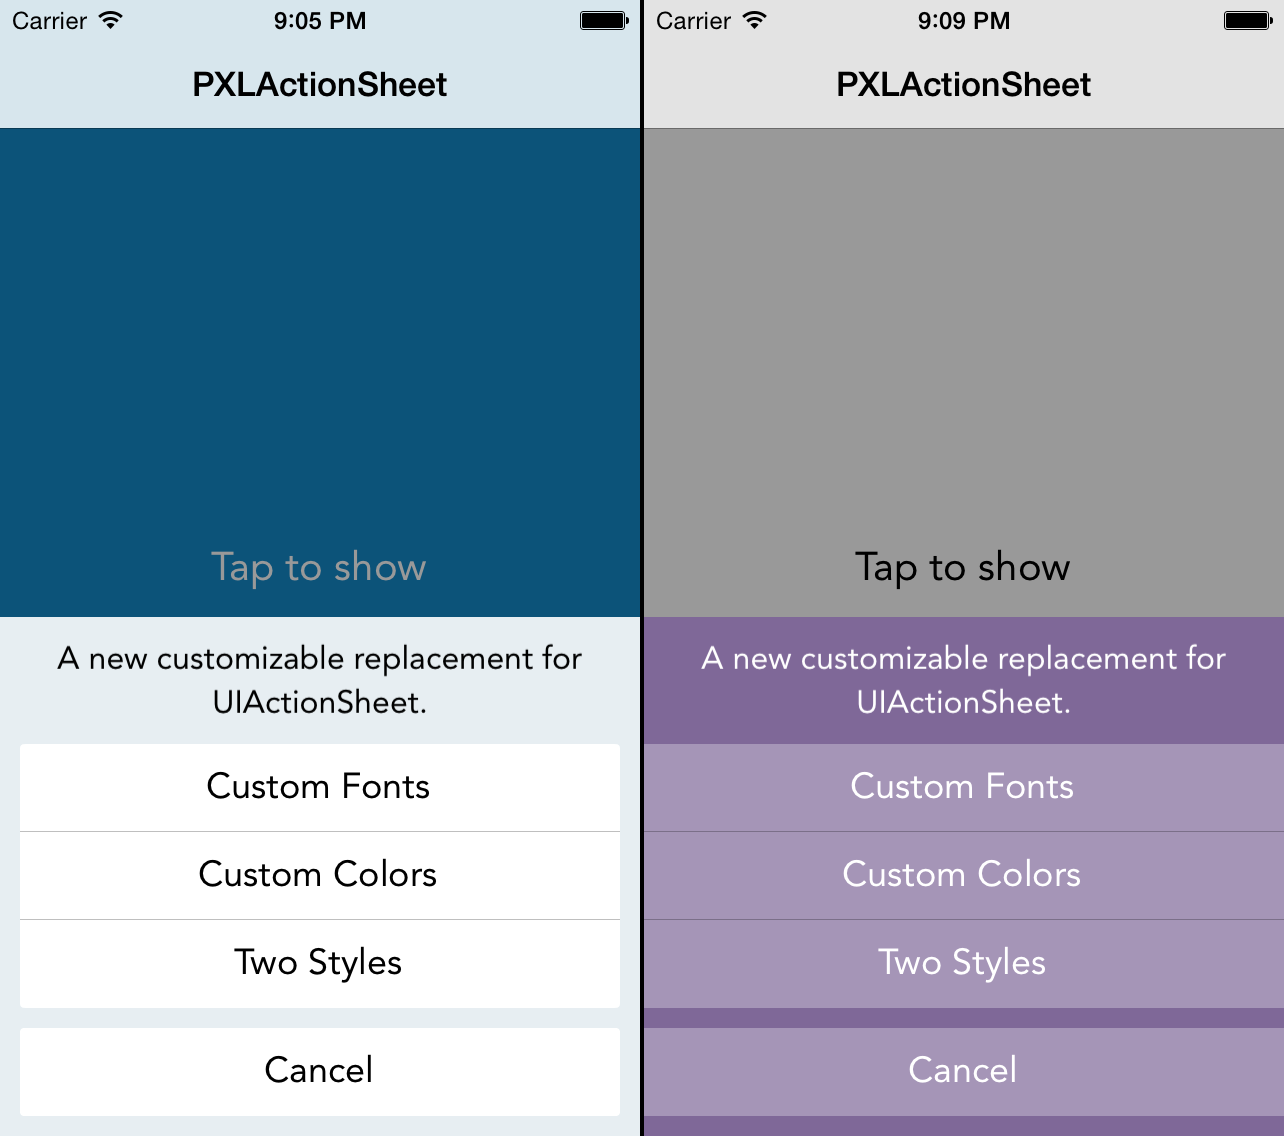 Carrier 9:05 PM
PXLActionSheet
Tap to show
A new customizable replacement for
UIActionSheet.
Custom Fonts
Custom Colors
Two Styles
Cancel
Carrier 9:09 PM
PXLActionSheet
Tap to show
A new customizable replacement for
UIActionSheet.
Custom Fonts
Custom Colors
Two Styles
Cancel